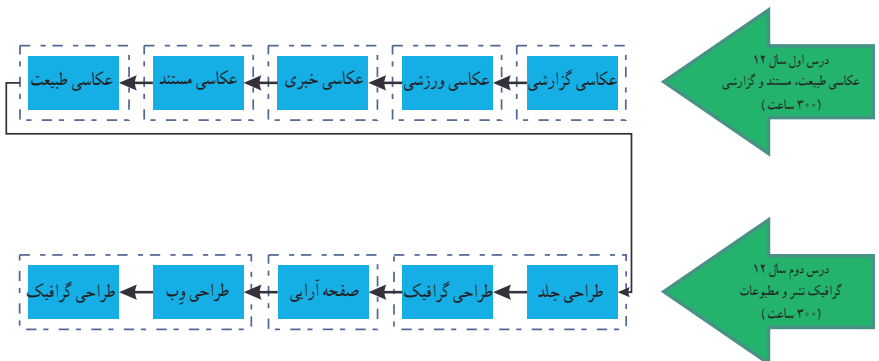 درس اول سال ۱۲
عکاسی طبیعت، مستند و گزارشی
(۳۰۰ ساعت)
عکاسی گزارشی
عکاسی ورزشی
عکاسی خبری
عکاسی مستند
عکاسی طبیعت
درس دوم سال ۱۲
گرافیک نشر و مطبوعات
(۳۰۰ ساعت)
طراحی جلد
طراحی گرافیک
صفحه آرایی
طراحی وب
طراحی گرافیک